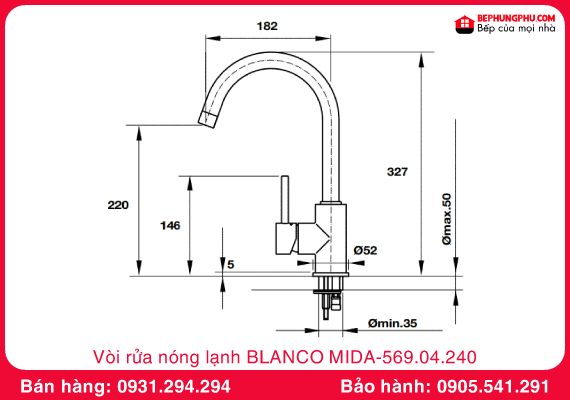 BEPHUNGPHU.COM
Bếp của mọi nhà
182
327
220
146
Ømax.50
5
Ø52
Ømin.35
Vòi rửa nóng lạnh BLANCO MIDA-569.04.240
Bán hàng: 0931.294.294
Bảo hành: 0905.541.291